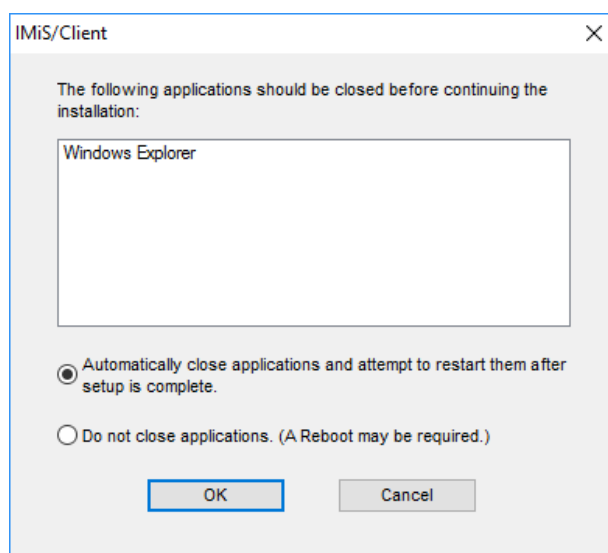 IMiS/Client
The following applications should be closed before continuing the
installation:
Windows Explorer
Automatically close applications and attempt to restart them after
setup is complete.
Do not close applications. (A Reboot may be required.)
OK
Cancel